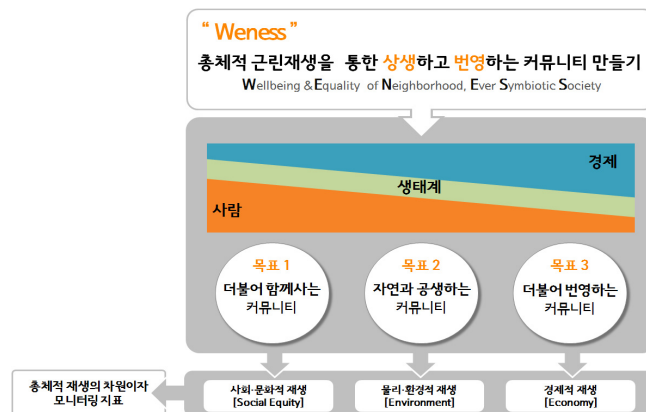 “ Weness ”
총체적 근린재생을 통한 상생하고 번영하는 커뮤니티 만들기
Wellbeing & Equality of Neighborhood, Ever Symbiotic Society
경제
생태계
사람
목표 1
더불어 함께사는
커뮤니티
목표 2
자연과 공생하는
커뮤니티
목표 3
더불어 번영하는
커뮤니티
총체적 재생의 차원이자
모니터링 지표
사회·문화적 재생
[Social Equity]
물리·환경적 재생
[Environment]
경제적 재생
[Economy]